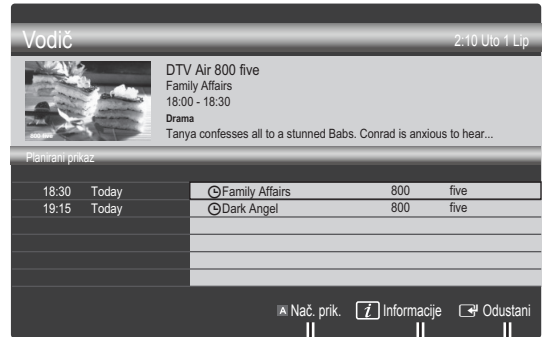 Vodič 2:10 Uto 1 Lip
DTV Air 800 five
Family Affairs
18:00 - 18:30
Drama
Tanya confesses all to a stunned Babs. Conrad is anxious to hear...
Planirani prikaz
18:30 Today Family Affairs 800 five
19:15 Today Dark Angel 800 five
A Nač. prik. i Informacije Odustani